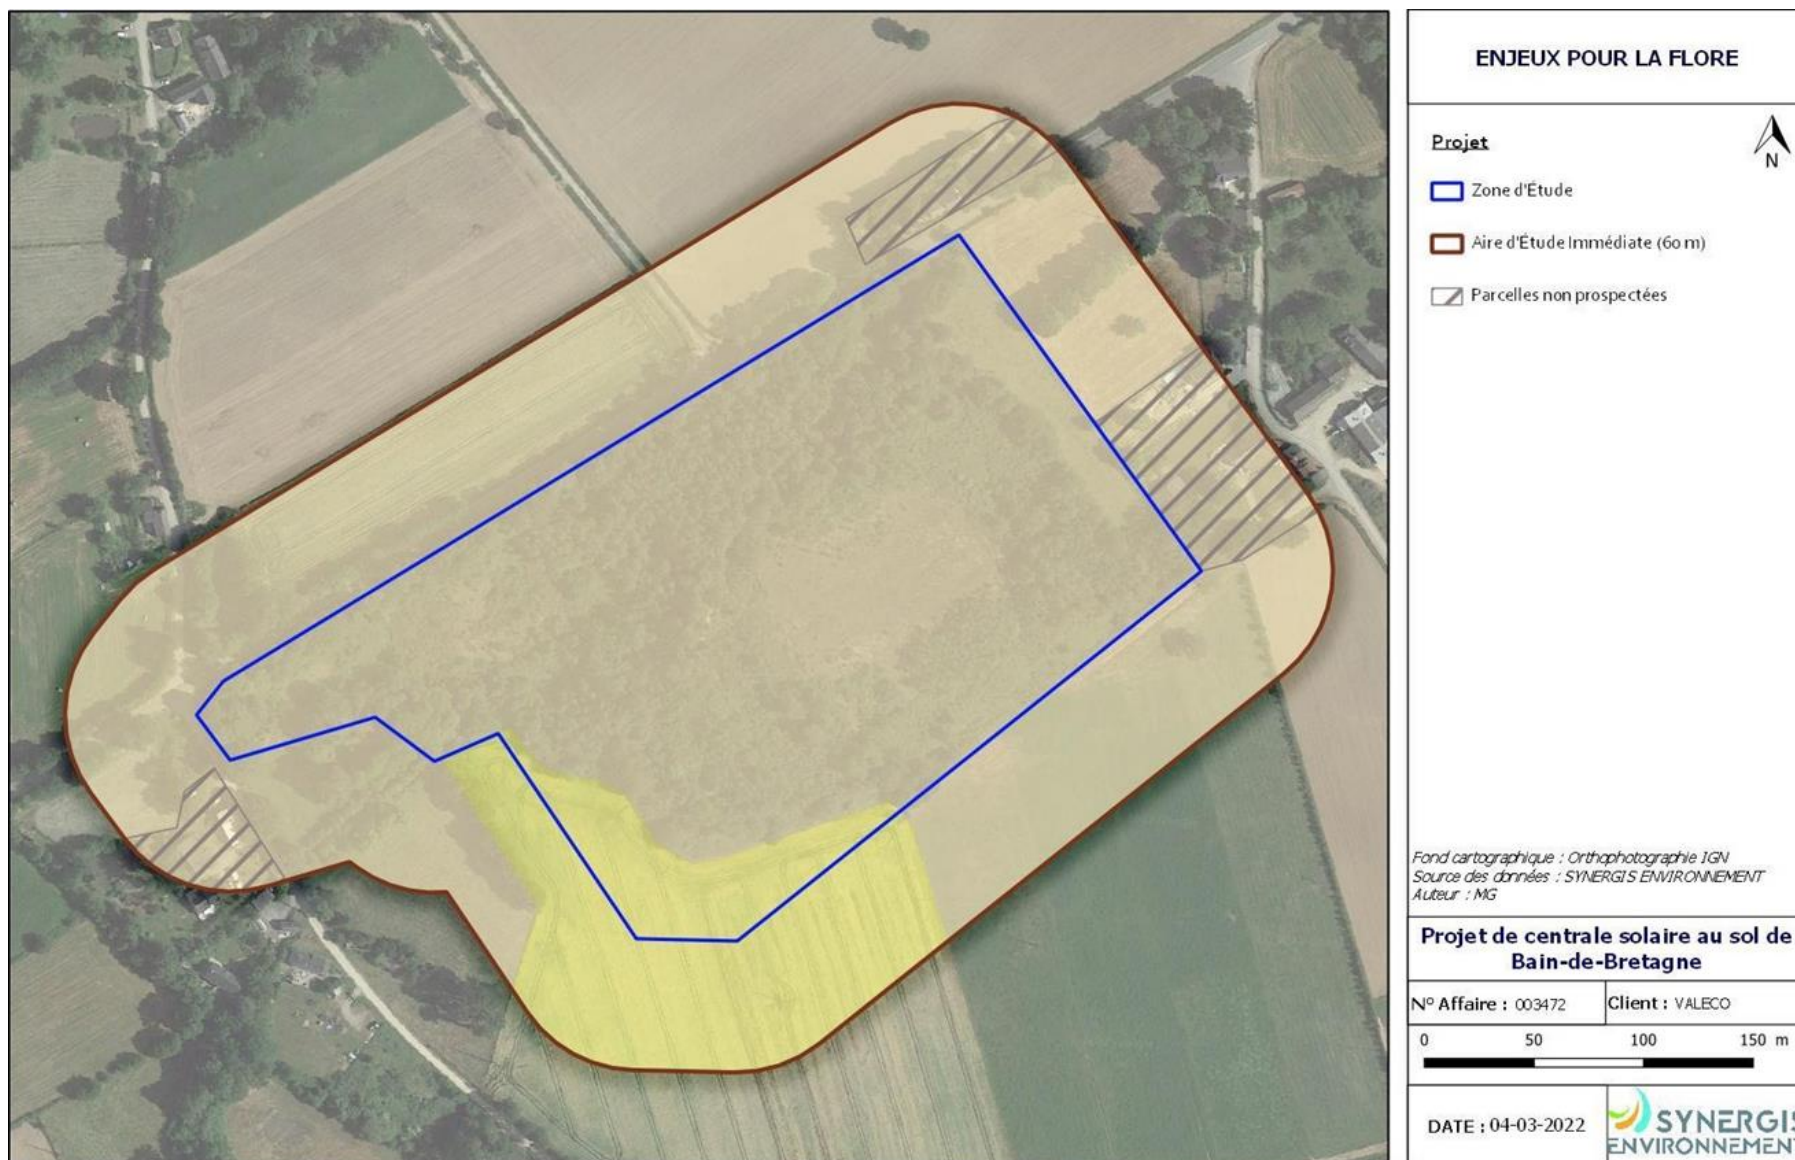 ENJEUX POUR LA FLORE
Projet
N
Zone d'Étude
Aire d'Étude Immédiate (60 m)
Parcelles non prospectées
Fond cartographique : Orthophotographie IGN
Source des données : SYNERGIS ENVIRONNEMENT
Auteur : MG
Projet de centrale solaire au sol de
Bain-de-Bretagne
N° Affaire : 003472 Client : VALECO
0 50 100 150 m
DATE : 04-03-2022
SYNERGIS
ENVIRONNEMENT